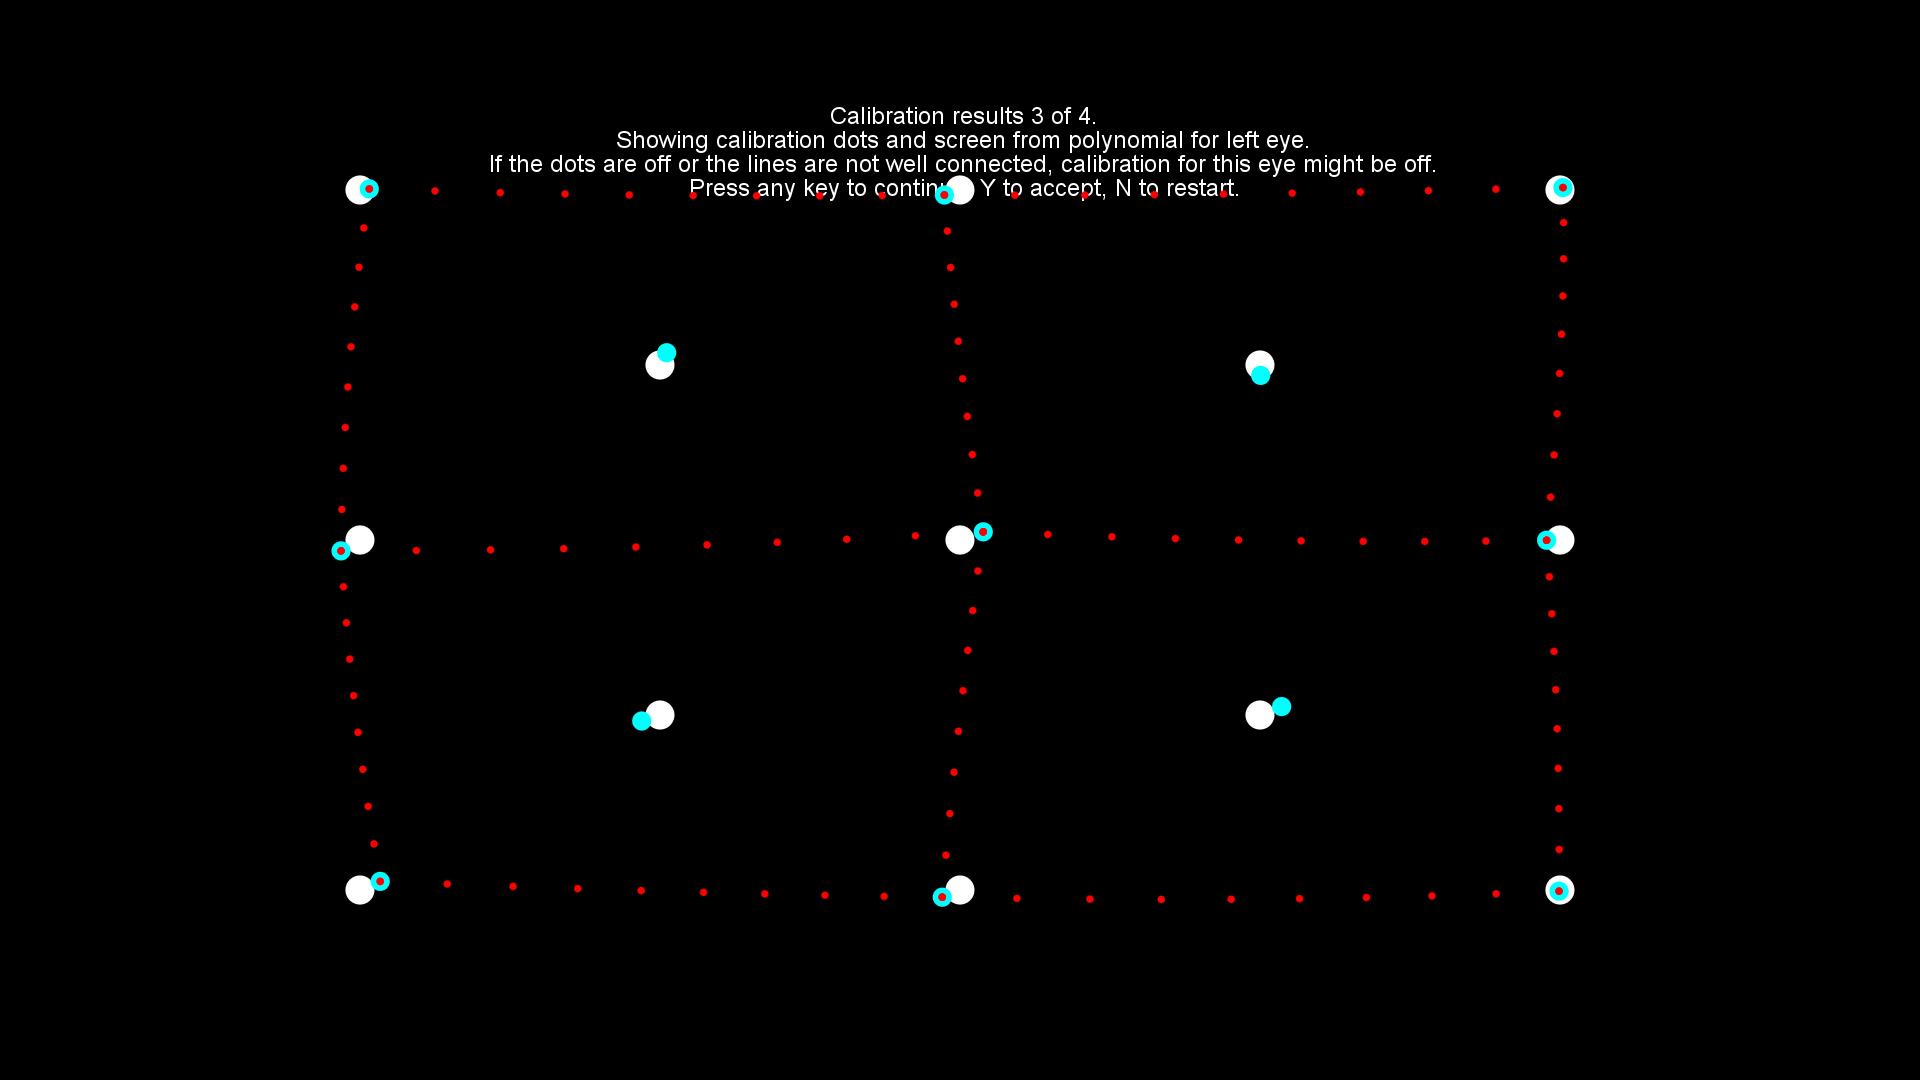 Calibration results 3 of 4.
Showing calibration dots and screen from polynomial for left eye.
If the dots are off or the lines are not well connected, calibration for this eye might be off.
Press any key to continue, Y to accept, N to restart.